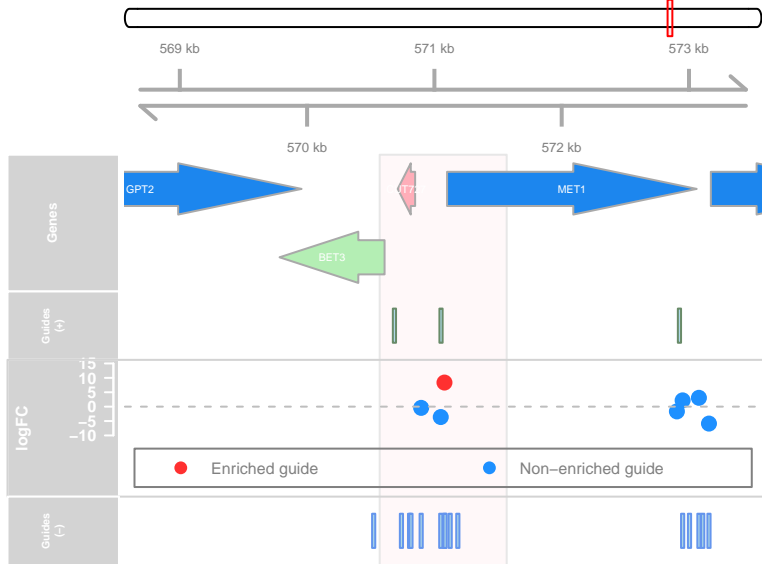 569 kb
571 kb
573 kb
570 kb
572 kb
Genes
GPT2
MET1
BET3
Guides
(+)
logFC
15
10
5
0
−5
−10
Enriched guide
Non−enriched guide
Guides
(−)